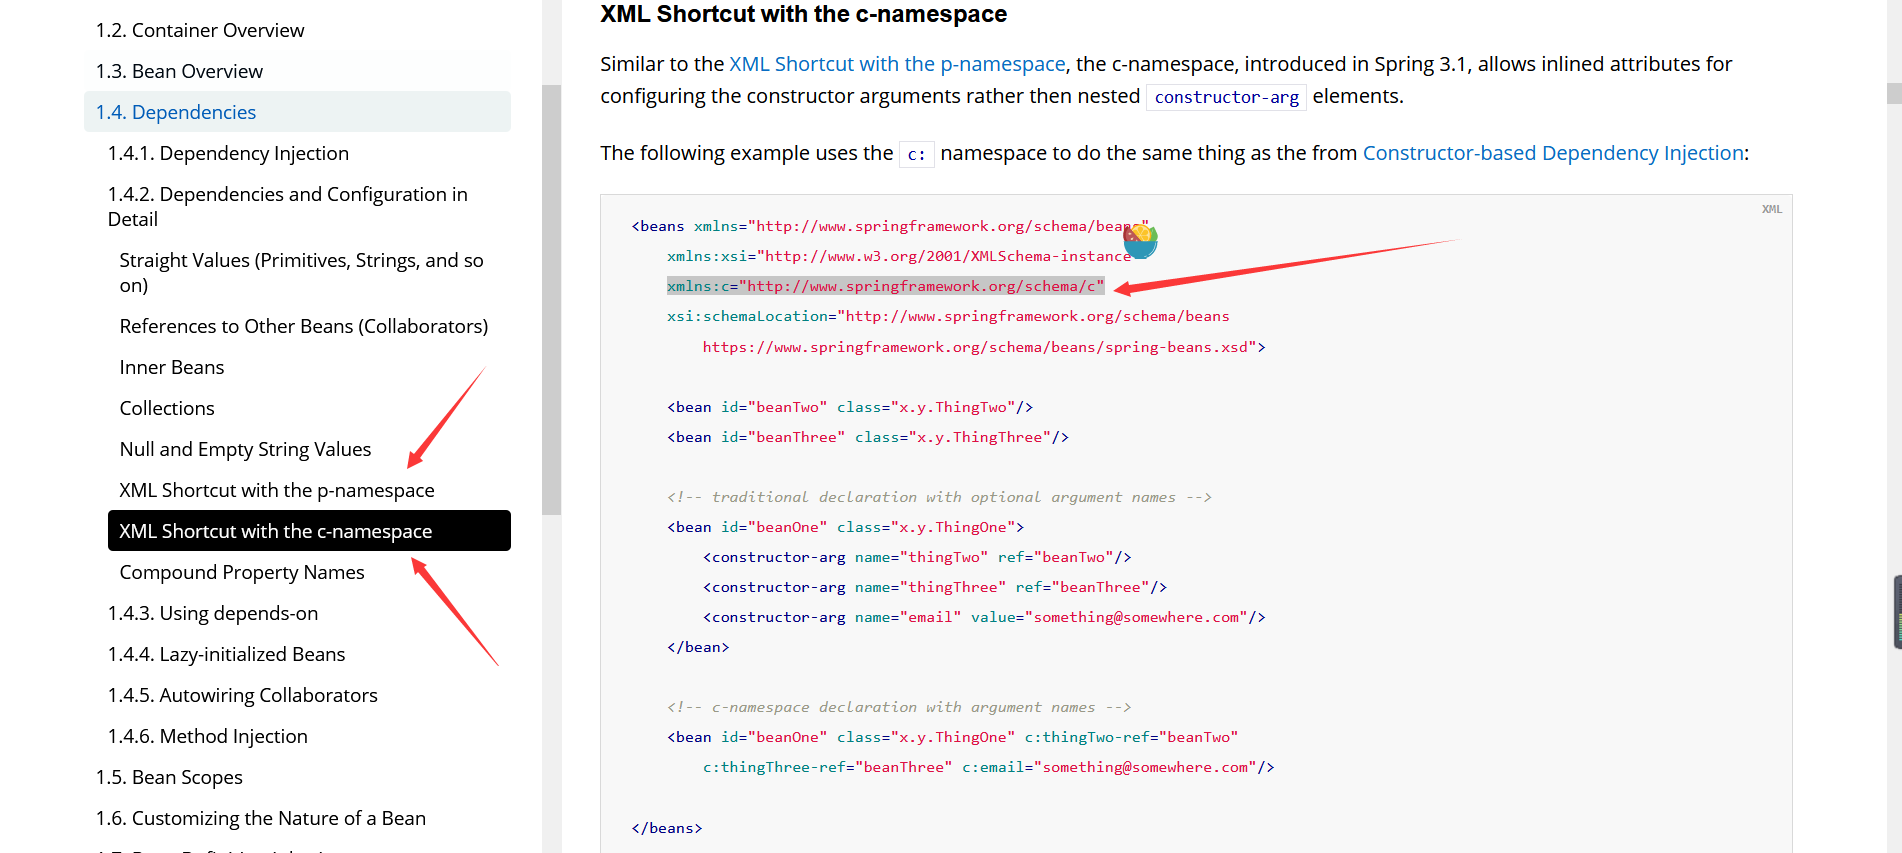 1.2. Container Overview
1.3. Bean Overview
1.4. Dependencies
1.4.1. Dependency Injection
1.4.2. Dependencies and Configuration in
Detail
Straight Values (Primitives, Strings, and so
on)
References to Other Beans (Collaborators)
Inner Beans
Collections
Null and Empty String Values
XML Shortcut with the p-namespace
XML Shortcut with the c-namespace
Compound Property Names
1.4.3. Using depends-on
1.4.4. Lazy-initialized Beans
1.4.5. Autowiring Collaborators
1.4.6. Method Injection
1.5. Bean Scopes
1.6. Customizing the Nature of a Bean
XML Shortcut with the c-namespace
Similar to the XML Shortcut with the p-namespace, the c-namespace, introduced in Spring 3.1, allows inlined attributes for
configuring the constructor arguments rather then nested constructor-arg elements.
The following example uses the c: namespace to do the same thing as the from Constructor-based Dependency Injection:
XML
<beans xmlns="http://www.springframework.org/schema/beans"
xmlns:xsi="http://www.w3.org/2001/XMLSchema-instance
xmlns:c="http://www.springframework.org/schema/c"
xsi:schemaLocation="http://www.springframework.org/schema/beans
https://www.springframework.org/schema/beans/spring-beans.xsd">
<bean id="beanTwo" class="x.y.ThingTwo"/>
<bean id="beanThree" class="x.y.ThingThree"/>
<!-- traditional declaration with optional argument names -->
<bean id="beanOne" class="x.y.ThingOne">
<constructor-arg name="thingTwo" ref="beanTwo"/>
<constructor-arg name="thingThree" ref="beanThree"/>
<constructor-arg name="email" value="something@somewhere.com"/>
</bean>
<!-- c-namespace declaration with argument names -->
<bean id="beanOne" class="x.y.ThingOne" c:thingTwo-ref="beanTwo"
c:thingThree-ref="beanThree" c:email="something@somewhere.com"/>
</beans>